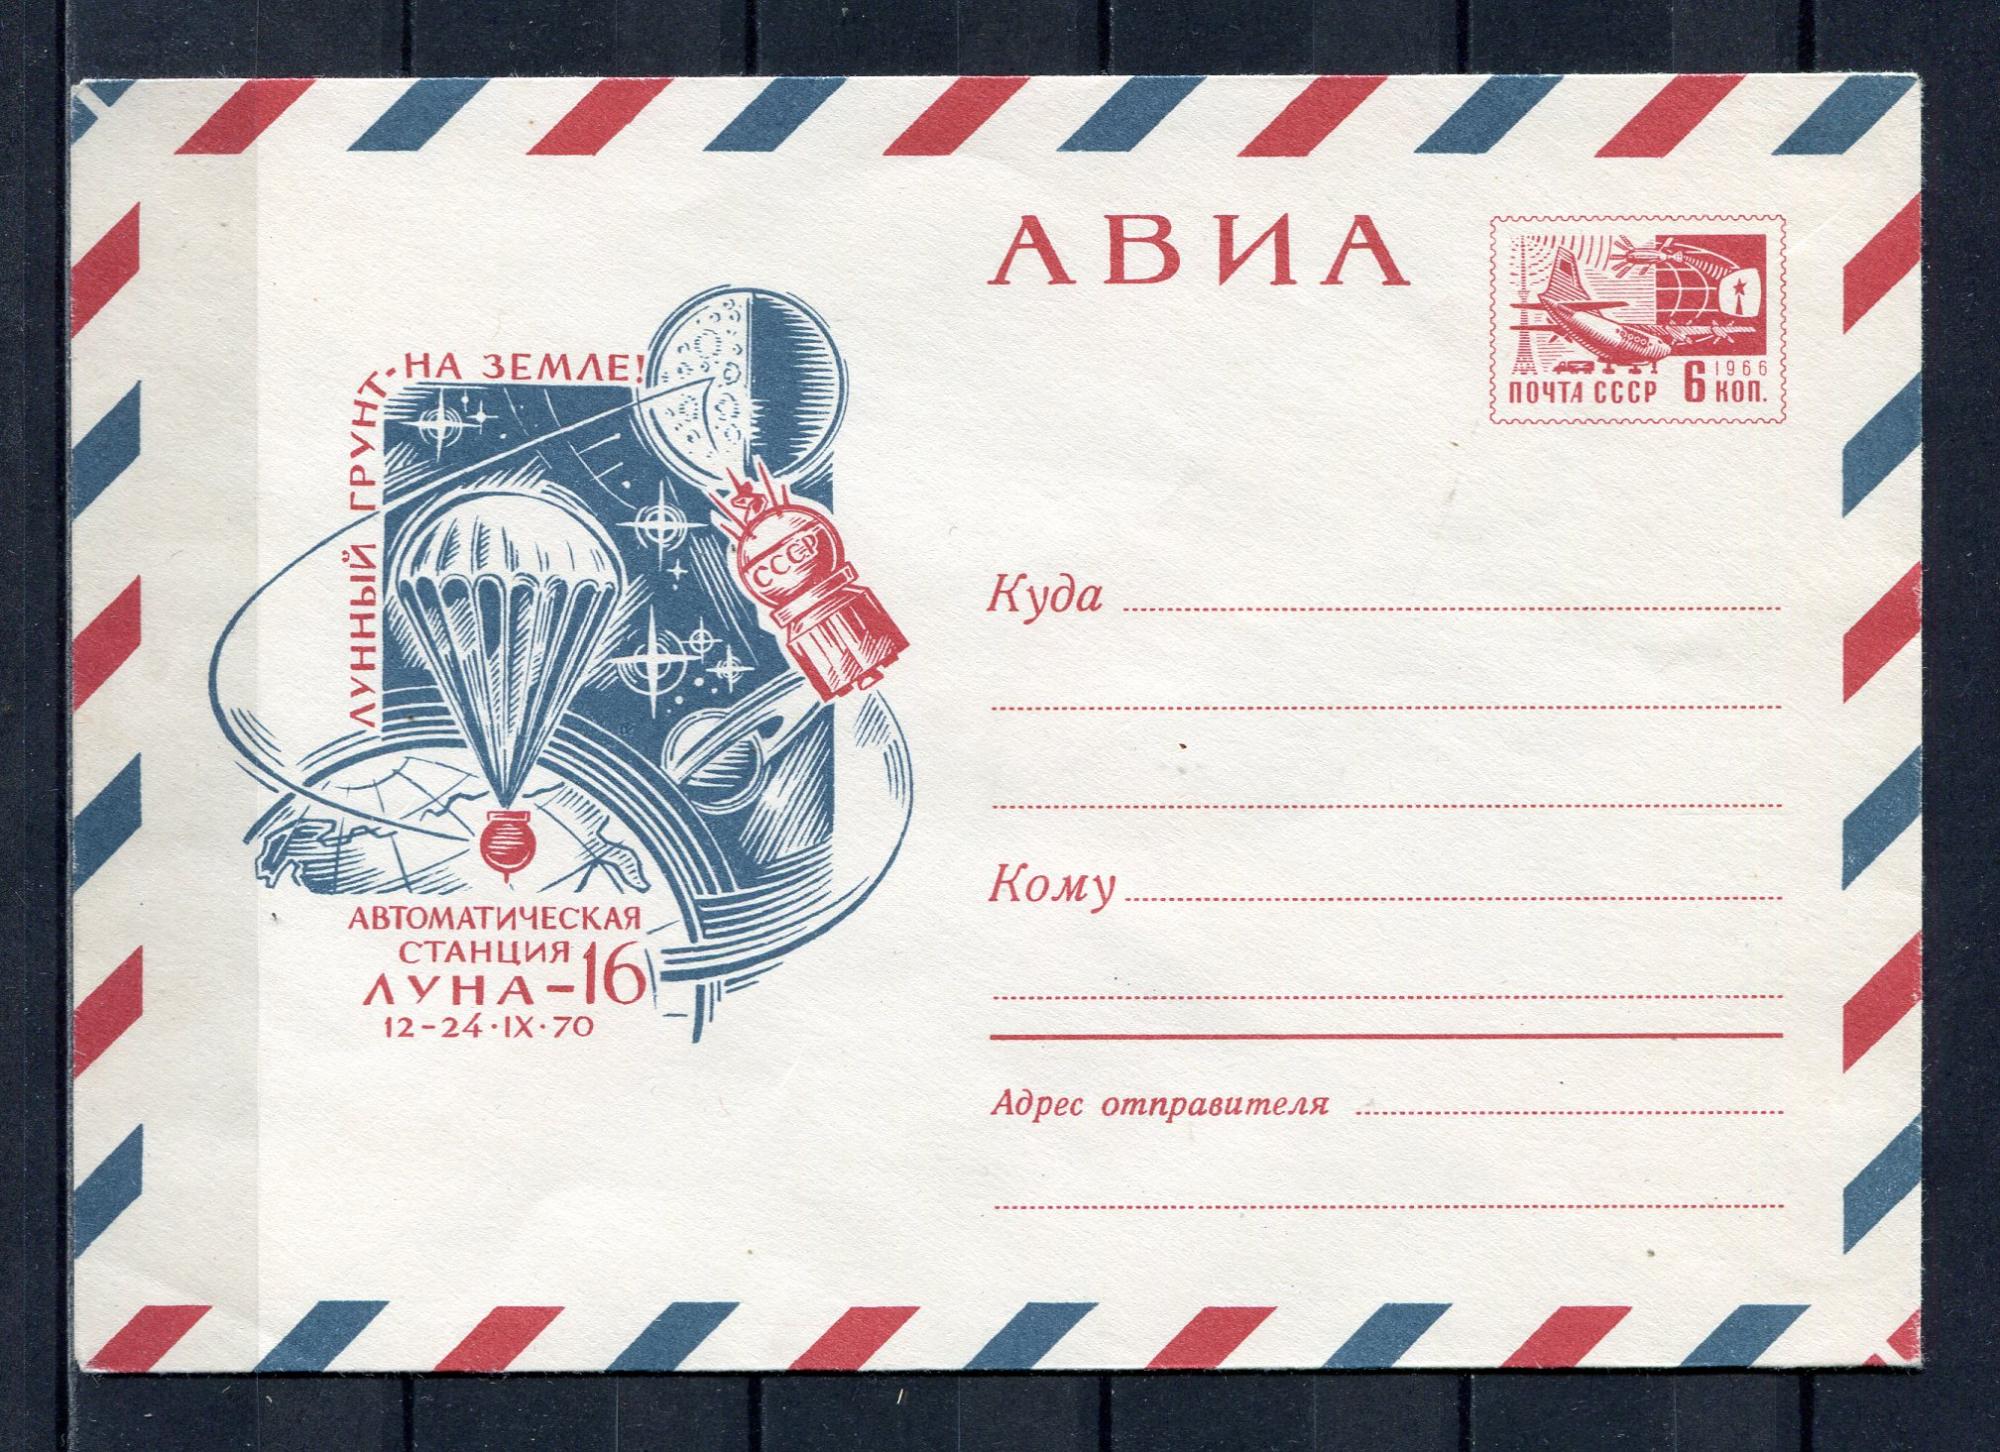 АВИА
1966
ПОЧТА СССР 6 КОП.
ЛУННЫЙ ГРУНТ - НА ЗЕМЛЕ!
СССР
Куда
Кому
АВТОМАТИЧЕСКАЯ
СТАНЦИЯ
ЛУНА-16
12-24·IX·70
Адрес отправителя